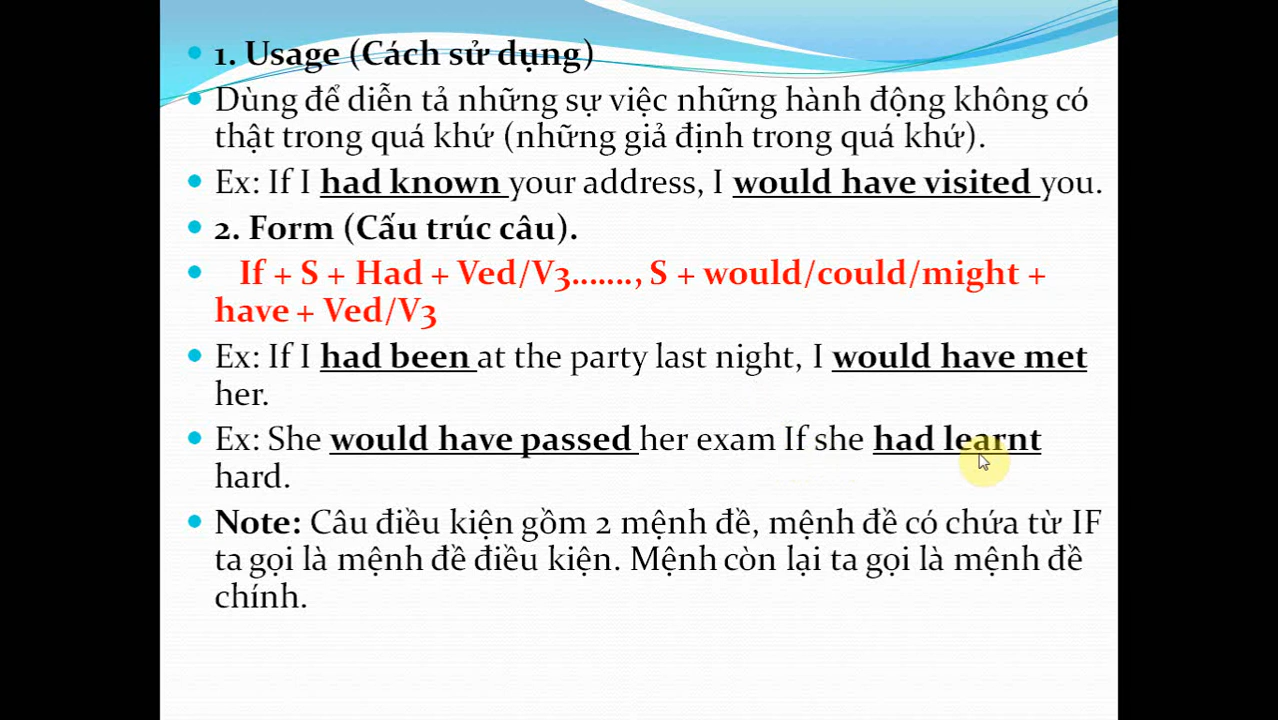 1. Usage (Cách sử dụng)
Dùng để diễn tả những sự việc những hành động không có
thật trong quá khứ (những giả định trong quá khứ).
Ex: If I had known your address, I would have visited you.
2. Form (Cấu trúc câu).
If + S + Had + Ved/V3......., S + would/could/might +
have + Ved/V3
Ex: If I had been at the party last night, I would have met
her.
Ex: She would have passed her exam If she had learnt
hard.
Note: Câu điều kiện gồm 2 mệnh đề, mệnh đề có chứa từ IF
ta gọi là mệnh đề điều kiện. Mệnh còn lại ta gọi là mệnh đề
chính.